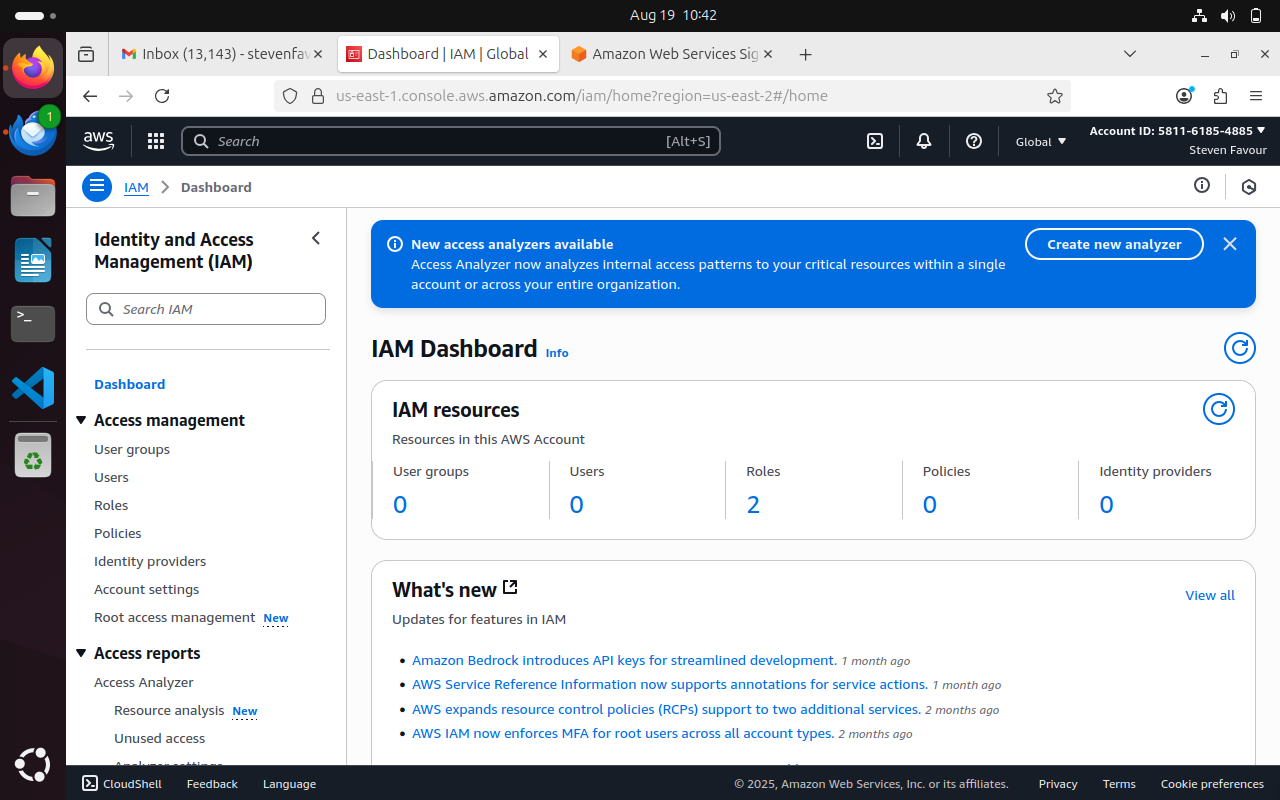 Aug 19 10:42
Inbox (13,143) - stevenfav
Dashboard | IAM | Global
Amazon Web Services Sig
1
us-east-1.console.aws.amazon.com/iam/home?region=us-east-2#/home
aws
Search
[Alt+S]
Global
Account ID: 5811-6185-4885
Steven Favour
IAM
Dashboard
Identity and Access
Management (IAM)
Search IAM
Dashboard
Access management
User groups
Users
Roles
Policies
Identity providers
Account settings
Root access management New
Access reports
Access Analyzer
Resource analysis New
Unused access
Analyzer settings
New access analyzers available
Access Analyzer now analyzes internal access patterns to your critical resources within a single
account or across your entire organization.
Create new analyzer
IAM Dashboard Info
IAM resources
Resources in this AWS Account
User groups
0
Users
0
Roles
2
Policies
0
Identity providers
0
What's new
View all
Updates for features in IAM
Amazon Bedrock introduces API keys for streamlined development. 1 month ago
AWS Service Reference Information now supports annotations for service actions. 1 month ago
AWS expands resource control policies (RCPs) support to two additional services. 2 months ago
AWS IAM now enforces MFA for root users across all account types. 2 months ago
CloudShell
Feedback
Language
© 2025, Amazon Web Services, Inc. or its affiliates.
Privacy
Terms
Cookie preferences